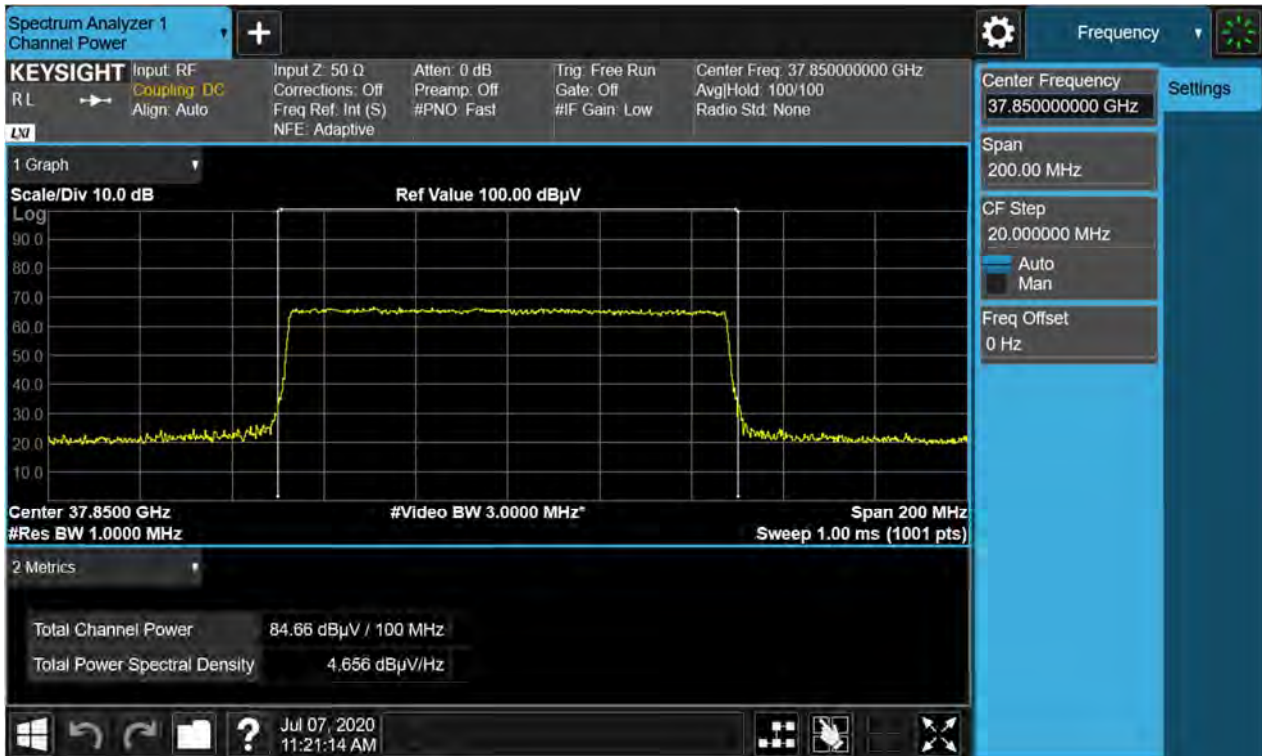 Spectrum Analyzer 1
Channel Power
+
Frequency
KEYSIGHT
RL
LXI
Input: RF
Coupling: DC
Align: Auto
Input Z: 50 Ω
Corrections: Off
Freq Ref: Int (S)
NFE: Adaptive
Atten: 0 dB
Preamp: Off
#PNO: Fast
Trig: Free Run
Gate: Off
#IF Gain: Low
Center Freq: 37.850000000 GHz
Avg|Hold: 100/100
Radio Std: None
Center Frequency
37.850000000 GHz
Settings
Span
200.00 MHz
CF Step
20.000000 MHz
Auto
Man
Freq Offset
0 Hz
1 Graph
Scale/Div 10.0 dB
Ref Value 100.00 dBµV
Log
90.0
80.0
70.0
60.0
50.0
40.0
30.0
20.0
10.0
Center 37.8500 GHz
#Video BW 3.0000 MHz*
Span 200 MHz
#Res BW 1.0000 MHz
Sweep 1.00 ms (1001 pts)
2 Metrics
Total Channel Power 84.66 dBµV / 100 MHz
Total Power Spectral Density 4.656 dBµV/Hz
?
Jul 07, 2020
11:21:14 AM